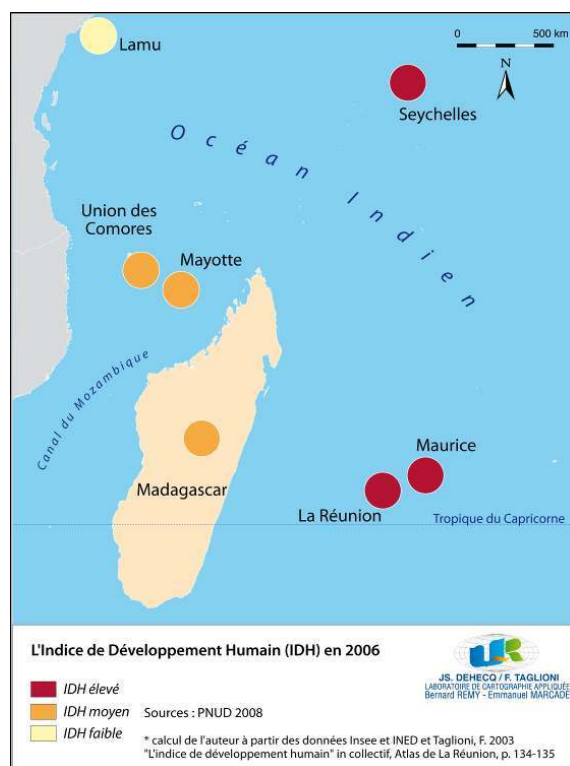 Lamu
0 500 km
N
Seychelles
Océan Indien
Union des
Comores
Mayotte
Canal du Mozambique
Madagascar
Maurice
La Réunion
Tropique du Capricorne
L'Indice de Développement Humain (IDH) en 2006
IDH élevé
IDH moyen
IDH faible
Sources : PNUD 2008
* calcul de l'auteur à partir des données Insee et INED et Taglioni, F. 2003
"L'indice de développement humain" in collectif, Atlas de La Réunion, p. 134-135
UR
JS. DEHECQ / F. TAGLIONI
LABORATOIRE DE CARTOGRAPHIE APPLIQUÉE
Bernard REMY - Emmanuel MARCADE